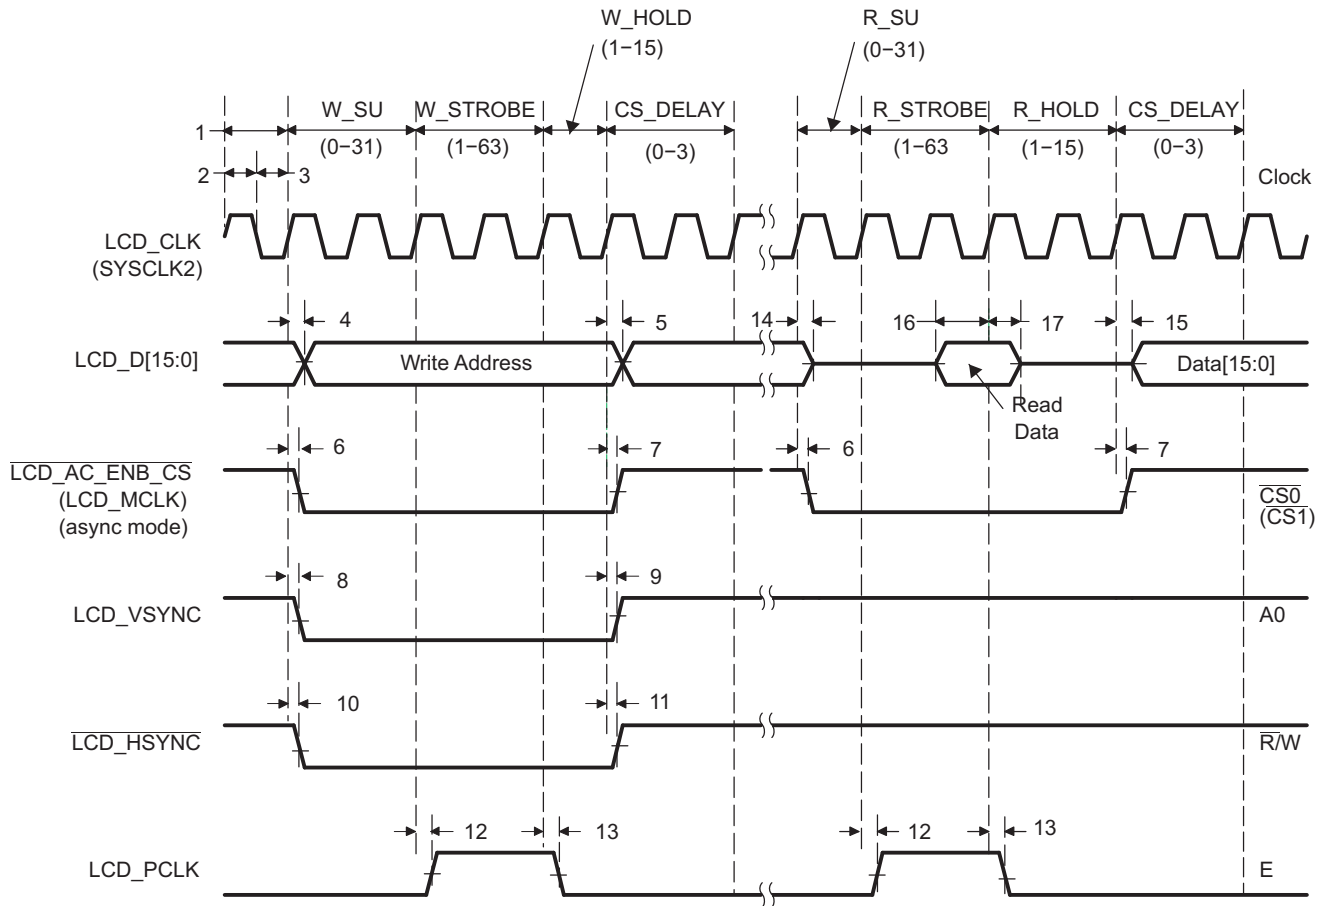 W_HOLD
(1−15)
R_SU
(0−31)
W_SU
(0−31)
W_STROBE
(1−63)
CS_DELAY
(0−3)
R_STROBE
(1−63
R_HOLD
(1−15)
CS_DELAY
(0−3)
1
2
3
Clock
LCD_CLK
(SYSCLK2)
4
5
14
16
17
15
LCD_D[15:0]
Write Address
Data[15:0]
Read
Data
6
7
6
7
LCD_AC_ENB_CS
(LCD_MCLK)
(async mode)
CS0
(CS1)
8
9
LCD_VSYNC
A0
10
11
LCD_HSYNC
R/W
12
13
12
13
LCD_PCLK
E